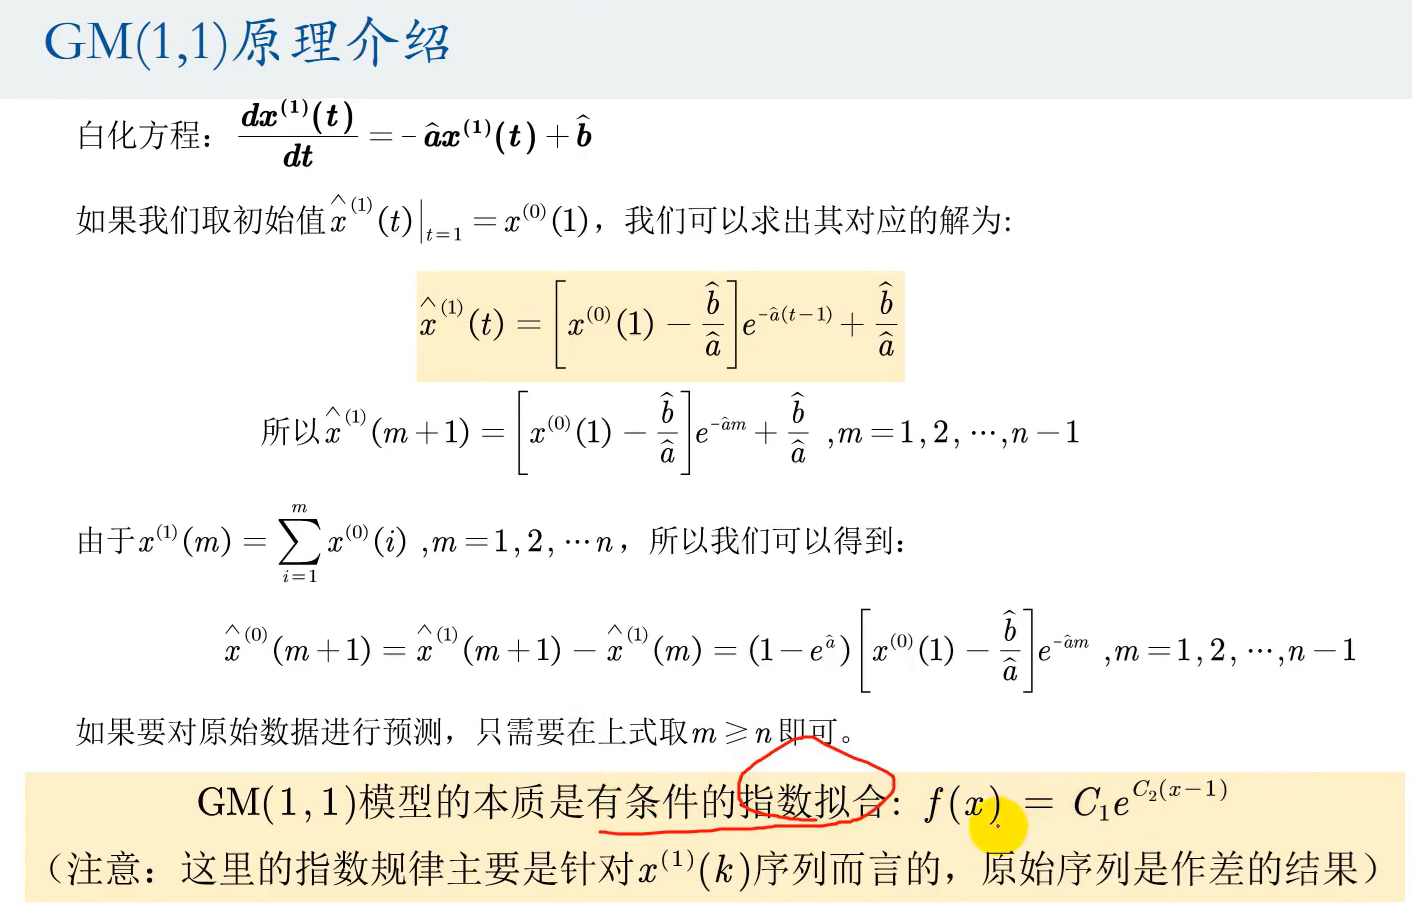 GM(1,1)原理介绍
白化方程: $\frac{dx^{(1)}(t)}{dt} = -\hat{a}x^{(1)}(t) + \hat{b}$
如果我们取初始值$\hat{x}^{(1)}(t)\big|_{t=1} = x^{(0)}(1)$，我们可以求出其对应的解为:
$\hat{x}^{(1)}(t) = \left[x^{(0)}(1) - \frac{\hat{b}}{\hat{a}}\right]e^{-\hat{a}(t-1)} + \frac{\hat{b}}{\hat{a}}$
所以$\hat{x}^{(1)}(m+1) = \left[x^{(0)}(1) - \frac{\hat{b}}{\hat{a}}\right]e^{-\hat{a}m} + \frac{\hat{b}}{\hat{a}}$ ,$m=1,2,\cdots,n-1$
由于$x^{(1)}(m) = \sum_{i=1}^{m} x^{(0)}(i)$ ,$m=1,2,\cdots n$，所以我们可以得到：
$\hat{x}^{(0)}(m+1) = \hat{x}^{(1)}(m+1) - \hat{x}^{(1)}(m) = (1-e^{\hat{a}})\left[x^{(0)}(1) - \frac{\hat{b}}{\hat{a}}\right]e^{-\hat{a}m}$ ,$m=1,2,\cdots,n-1$
如果要对原始数据进行预测，只需要在上式取$m \geq n$即可。
GM(1,1)模型的本质是有条件的指数拟合: $f(x) = C_1e^{C_2(x-1)}$
（注意：这里的指数规律主要是针对$x^{(1)}(k)$序列而言的，原始序列是作差的结果）